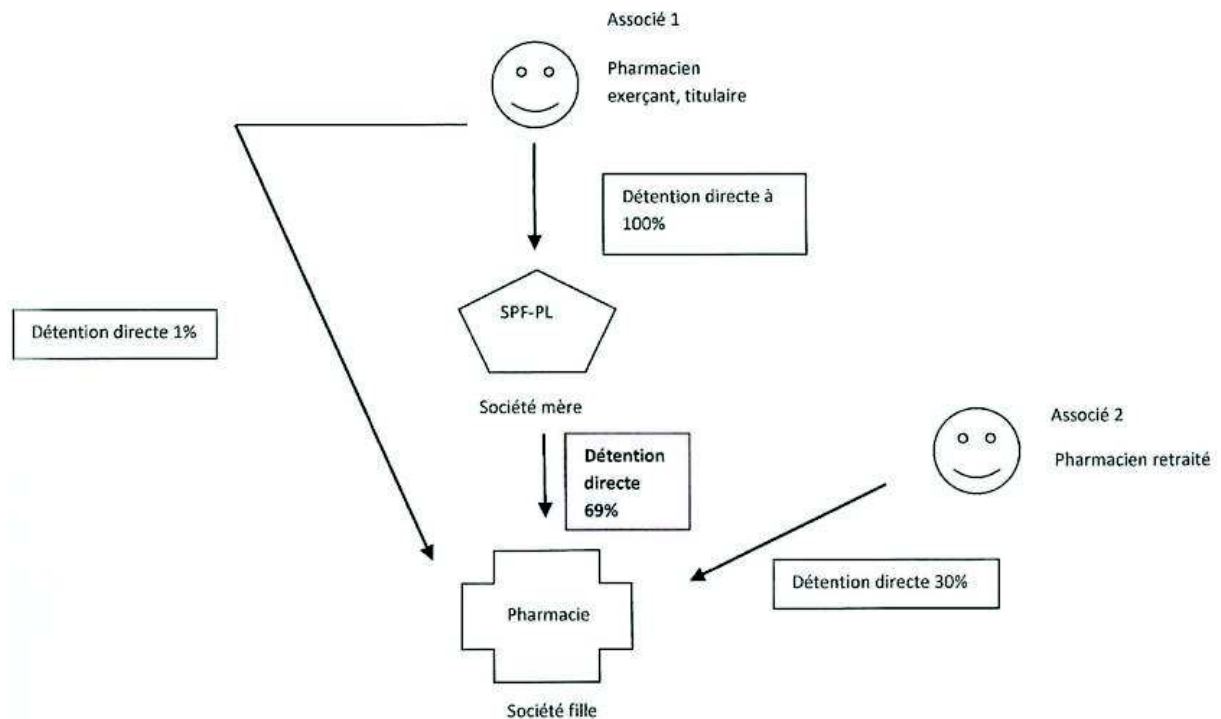 Associé 1
Pharmacien
exerçant, titulaire
Détention directe à
100%
SPF-PL
Détention directe 1%
Société mère
Détention
directe
69%
Associé 2
Pharmacien retraité
Détention directe 30%
Pharmacie
Société fille